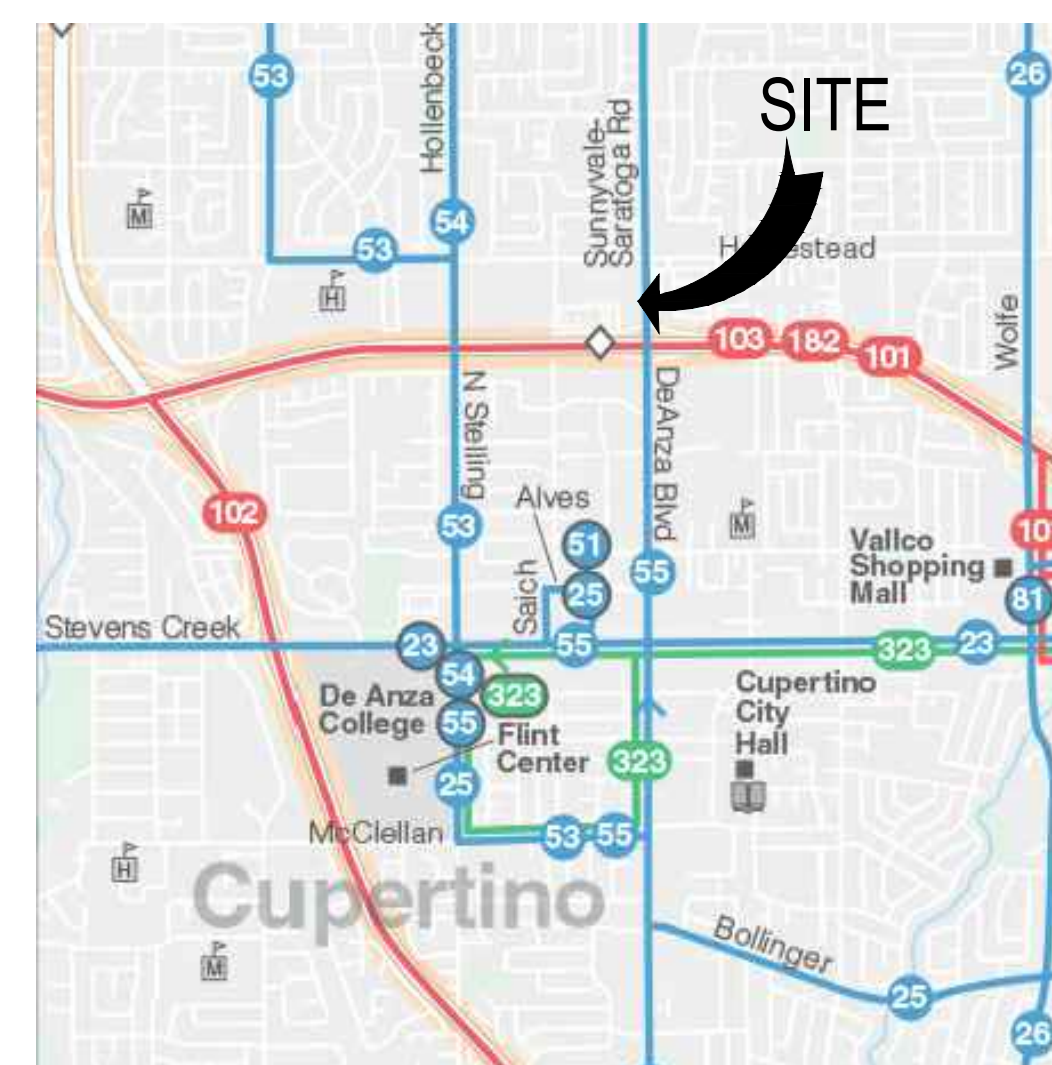 53
Hollenbeck
Sunnyvale-
Saratoga Rd
SITE
26
M
54
53
H
Wolfe
103
182
101
N Stelling
DeAnza Blvd
102
Alves
53
51
M
Vallco
Shopping
Mall
10
55
25
81
Saich
Stevens Creek
23
55
323
23
54
323
De Anza
College
55
Flint
Center
Cupertino
City
Hall
25
323
McClellan
53
55
H
Cupertino
M
Bollinger
25
26